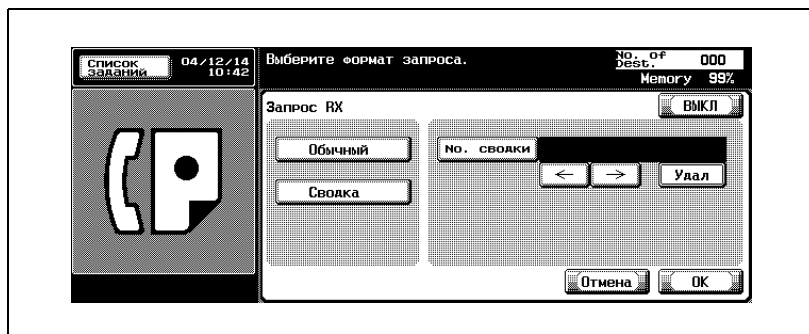 Список заданий 04/12/14 10:42
Выберите формат запроса.
No. of Dest. 000
Memory 99%
Запрос RX
ВЫКЛ
Обычный
No. сводки
← → Удал
Сводка
Отмена OK